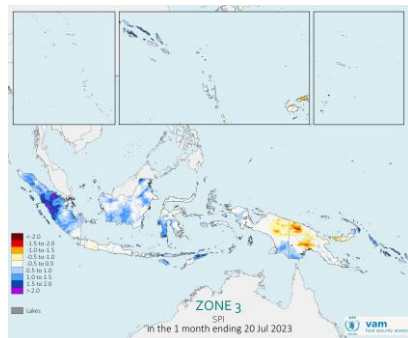 < -2.0
-1.5 to -2.0
-1.0 to -1.5
-0.5 to -1.0
-0.5 to 0.5
0.5 to 1.0
1.0 to 1.5
1.5 to 2.0
> 2.0
Lakes
ZONE 3
SPI
In the 1 month ending 20 Jul 2023
vam
food security analysis